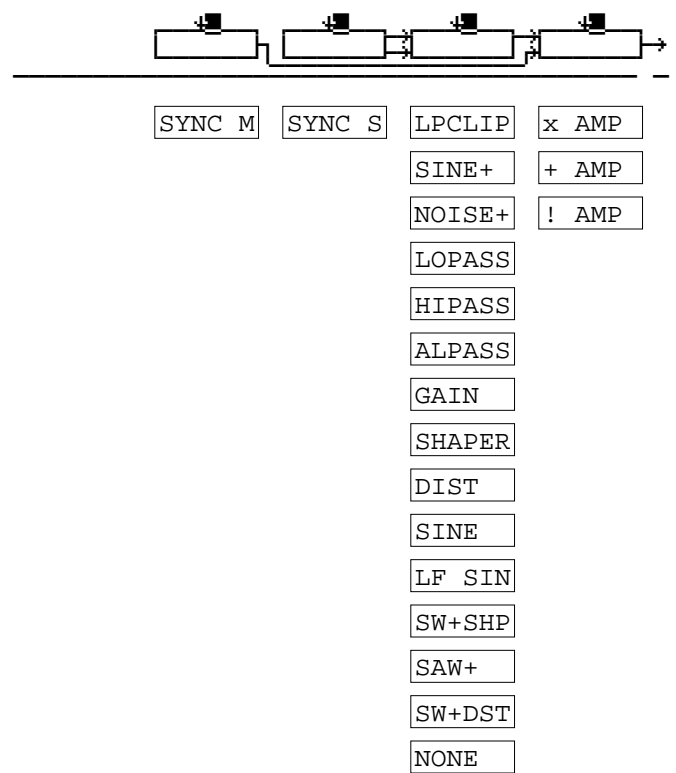 SYNC M SYNC S LPCLIP x AMP
SINE+ + AMP
NOISE+ ! AMP
LOPASS
HIPASS
ALPASS
GAIN
SHAPER
DIST
SINE
LF SIN
SW+SHP
SAW+
SW+DST
NONE